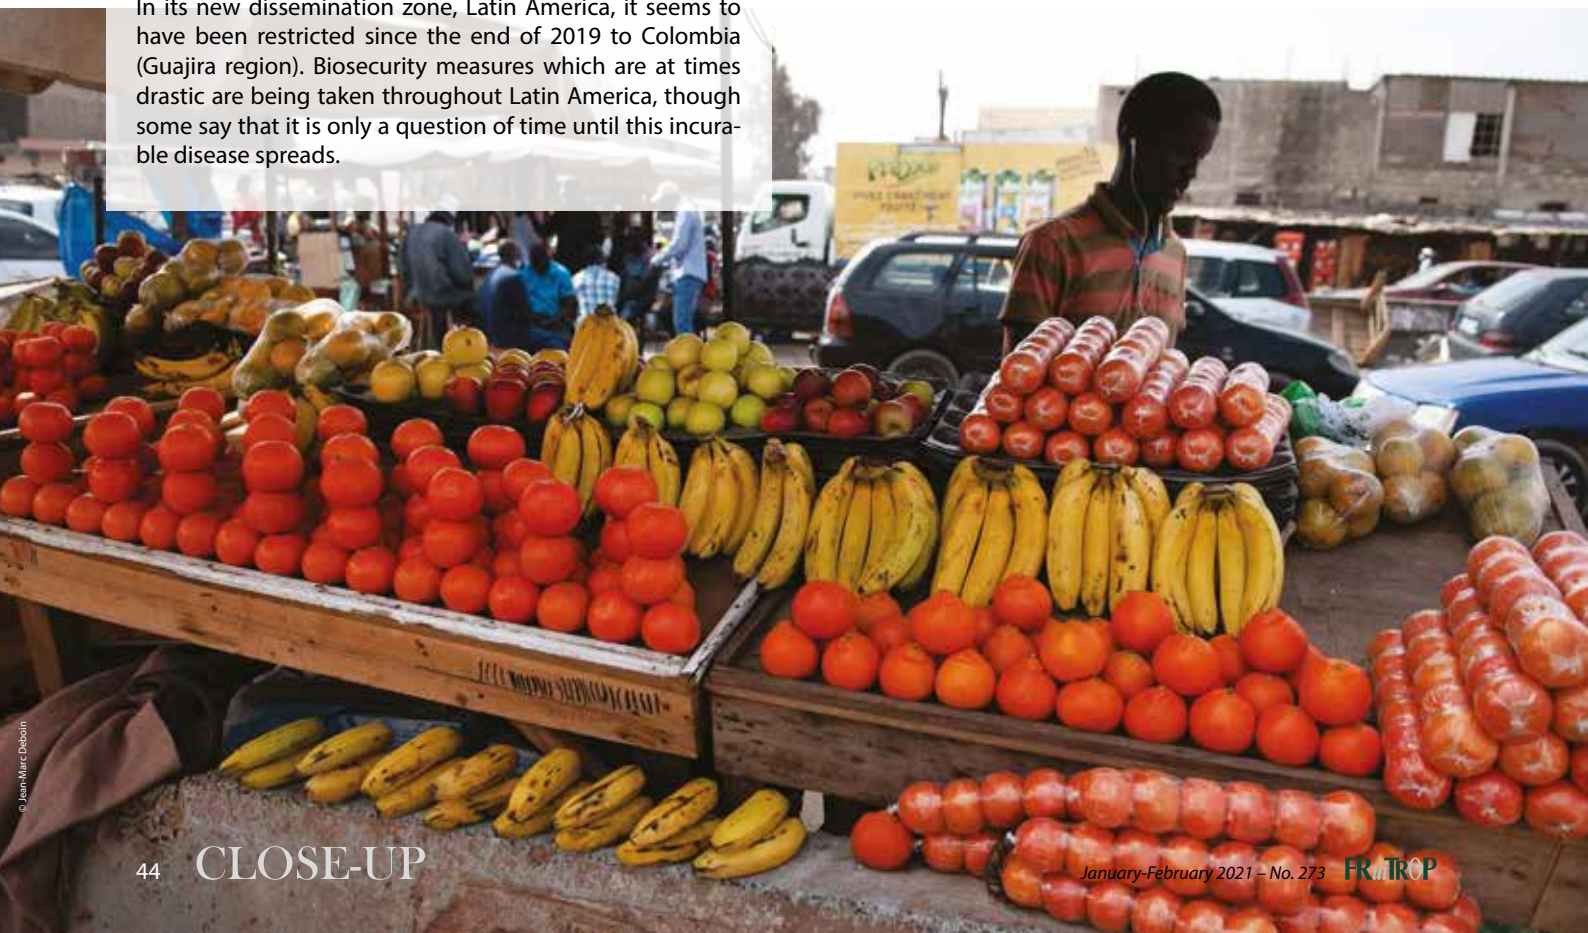 In its new dissemination zone, Latin America, it seems to
have been restricted since the end of 2019 to Colombia
(Guajira region). Biosecurity measures which are at times
drastic are being taken throughout Latin America, though
some say that it is only a question of time until this incura-
ble disease spreads.
© Jean-Marc Deboin
44 CLOSE-UP
January-February 2021 – No. 273 FRuiTROP